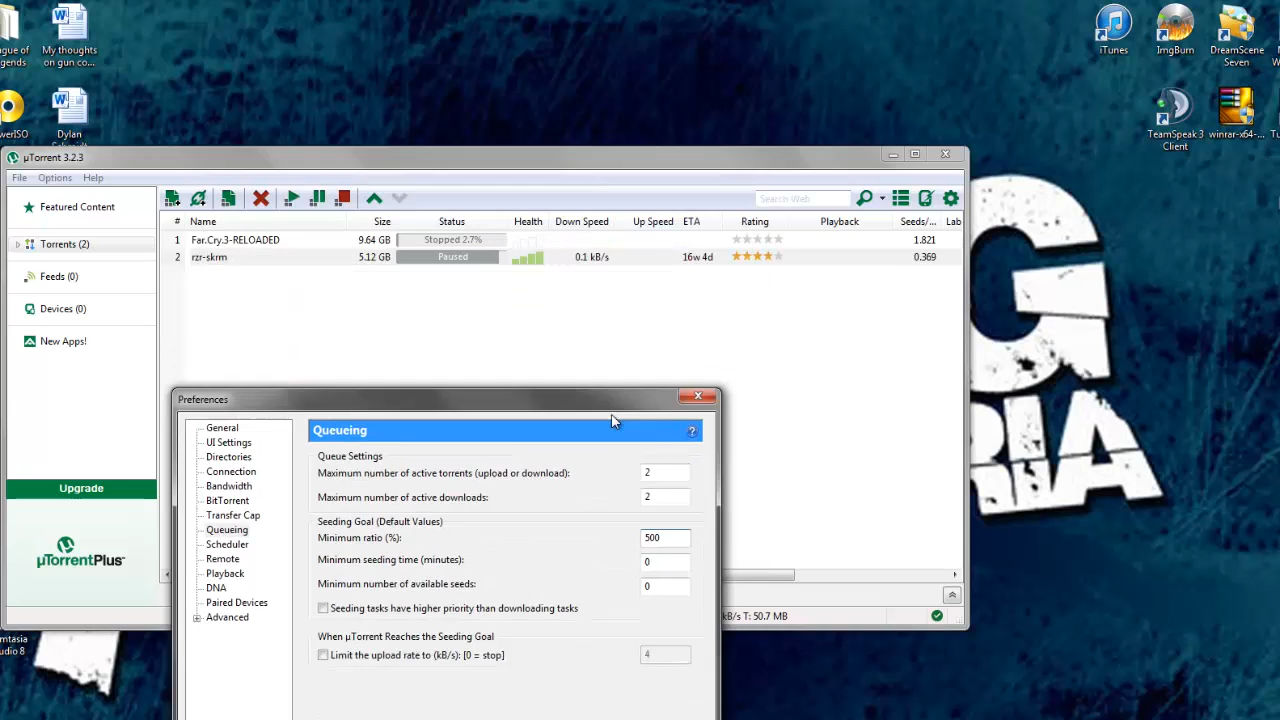 ague of
gends
My thoughts
on gun co...
iTunes
ImgBurn
DreamScene
Seven
werISO
Dylan
TeamSpeak 3
Client
winrar-x64-...
µTorrent 3.2.3
File Options Help
Search Web
Featured Content
Torrents (2)
Feeds (0)
Devices (0)
New Apps!
Upgrade
µTorrentPlus
# Name Size Status Health Down Speed Up Speed ETA Rating Playback Seeds/... Lab
1 Far.Cry.3-RELOADED 9.64 GB Stopped 2.7% 1.821
2 rzr-skrm 5.12 GB Paused 0.1 kB/s 16w 4d 0.369
Preferences
General
UI Settings
Directories
Connection
Bandwidth
BitTorrent
Transfer Cap
Queueing
Scheduler
Remote
Playback
DNA
Paired Devices
Advanced
Queueing
Queue Settings
Maximum number of active torrents (upload or download): 2
Maximum number of active downloads: 2
Seeding Goal (Default Values)
Minimum ratio (%): 500
Minimum seeding time (minutes): 0
Minimum number of available seeds: 0
Seeding tasks have higher priority than downloading tasks
When µTorrent Reaches the Seeding Goal
Limit the upload rate to (kB/s): [0 = stop] 4
kB/s T: 50.7 MB
mtasia
udio 8